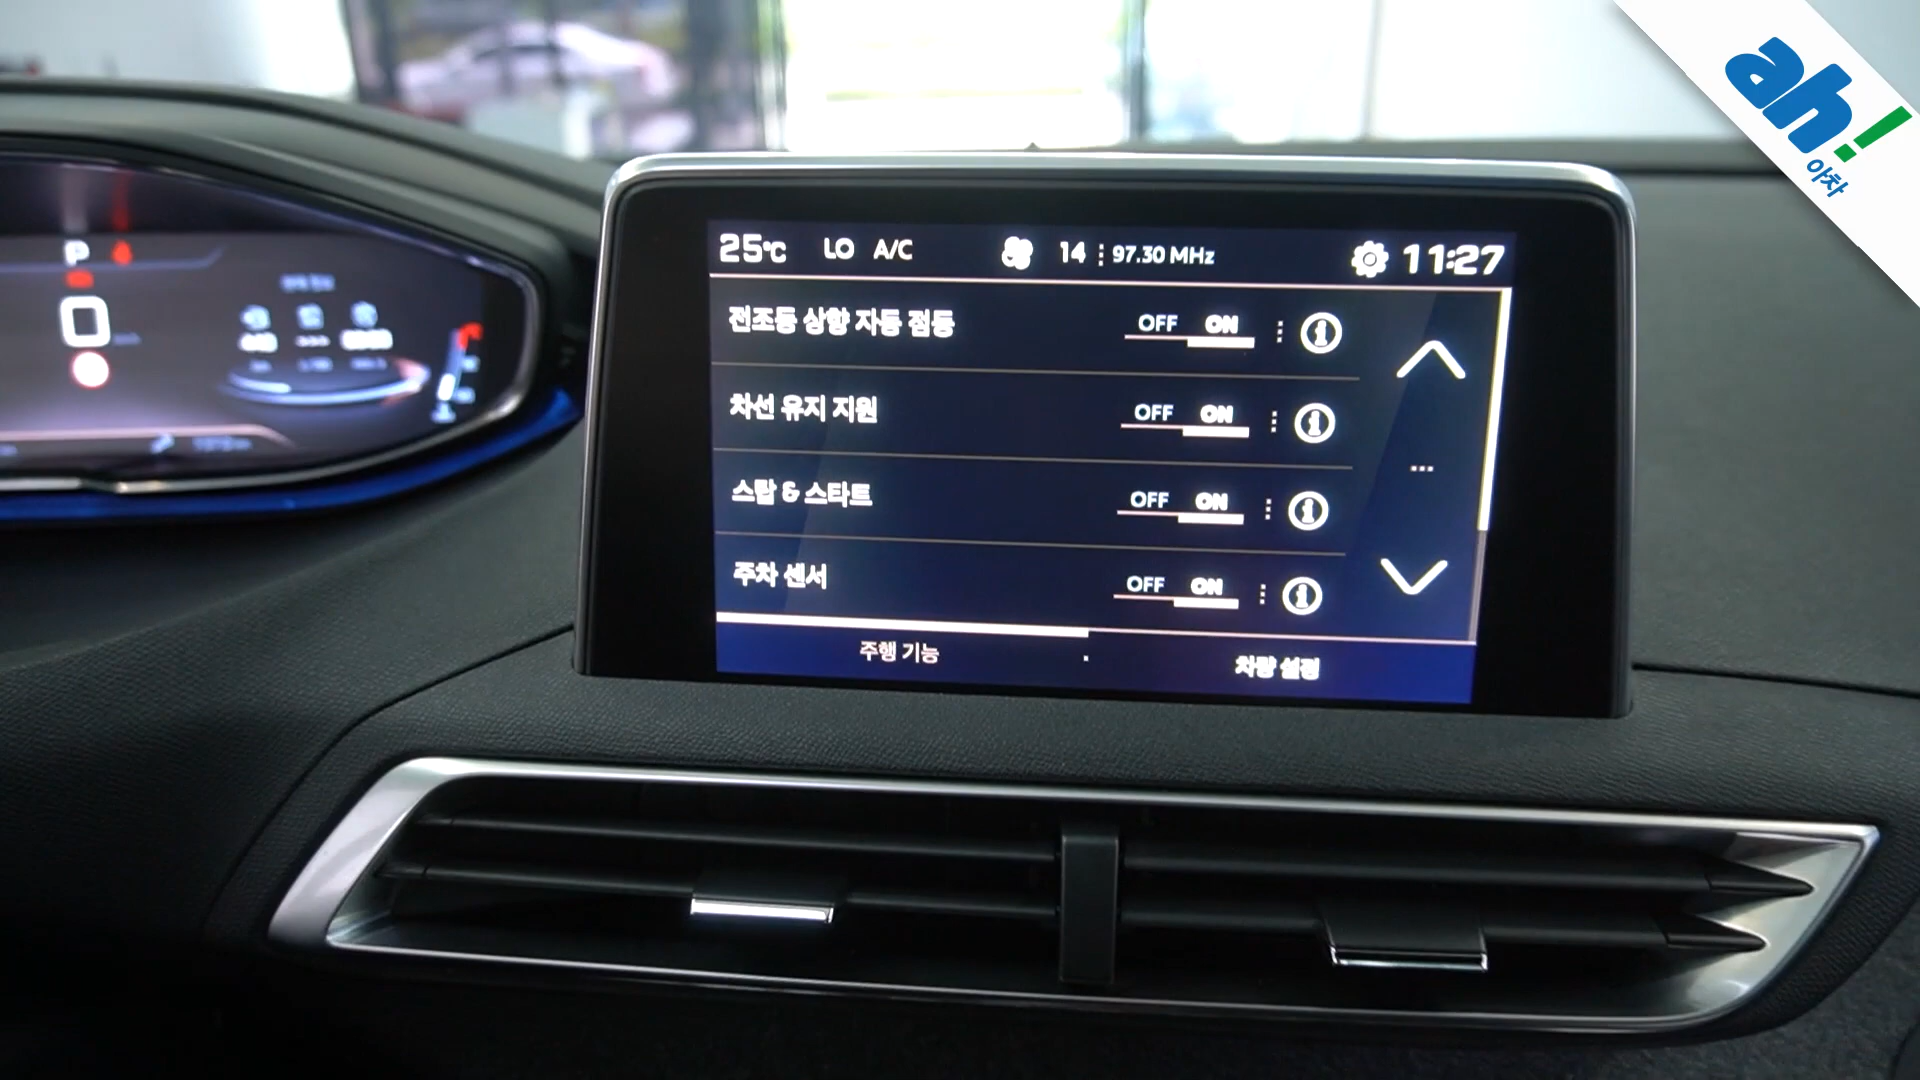 ah!
아차
25°C LO A/C 14 97.30 MHz 11:27
전조등 상향 자동 점등 OFF ON
차선 유지 지원 OFF ON
스탑 & 스타트 OFF ON
주차 센서 OFF ON
주행 기능 차량 설정
P
0